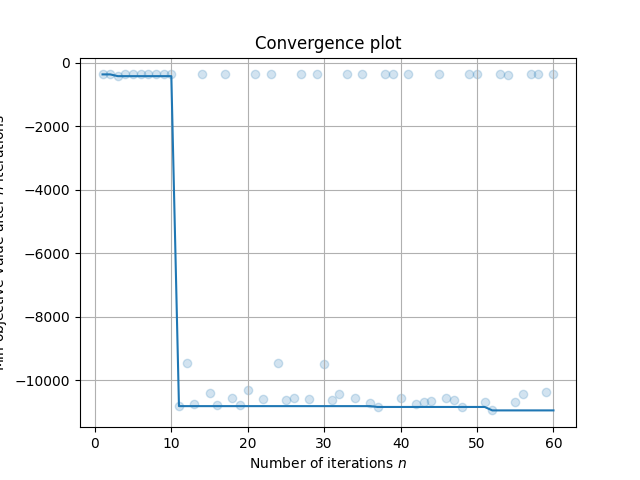 Convergence plot
0
−2000
−4000
−6000
−8000
−10000
objective value after n iterations
0 10 20 30 40 50 60
Number of iterations n